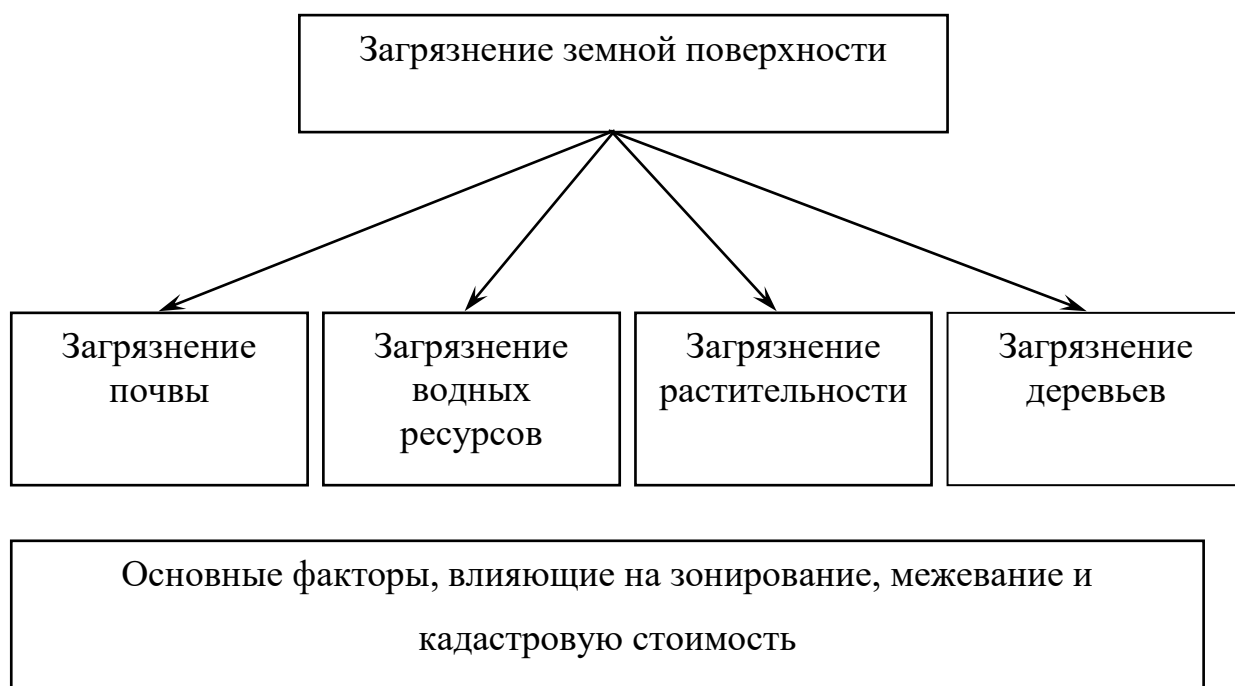 Загрязнение земной поверхности
Загрязнение
почвы
Загрязнение
водных
ресурсов
Загрязнение
растительности
Загрязнение
деревьев
Основные факторы, влияющие на зонирование, межевание и
кадастровую стоимость